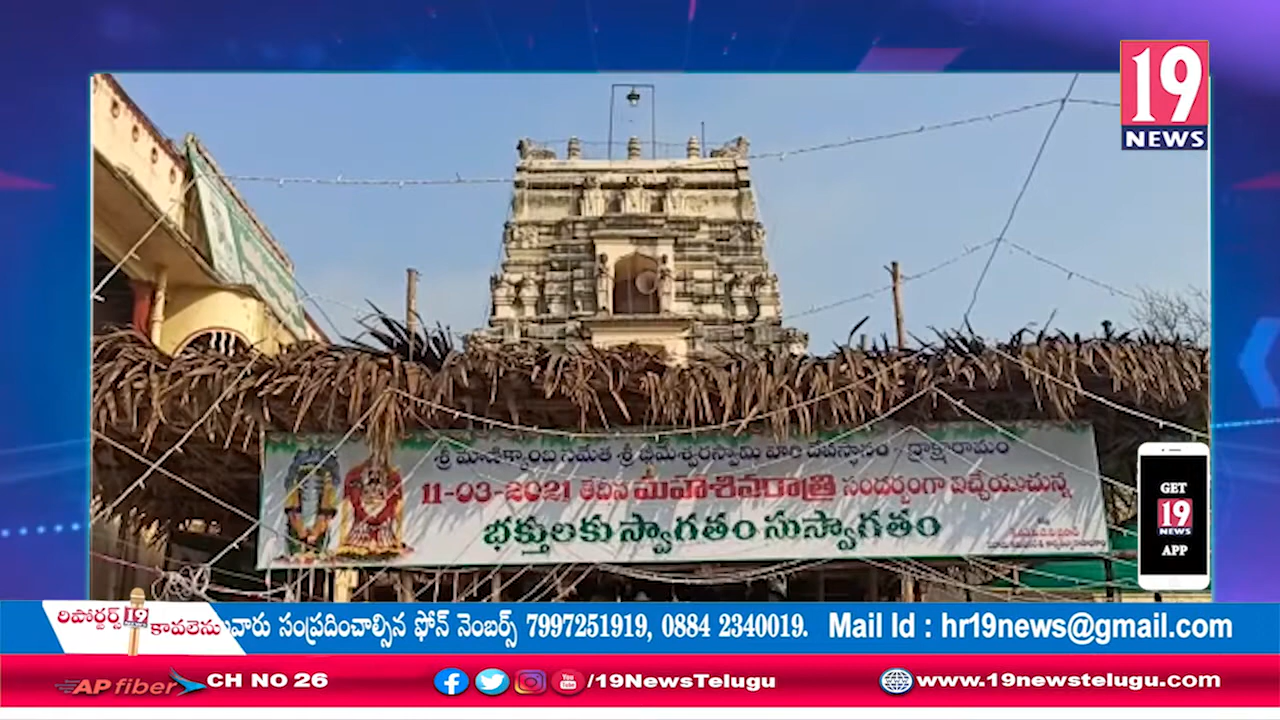 19
NEWS
శ్రీ మాణిక్యాంబ సమేత శ్రీ భీమేశ్వరస్వామి వారి దేవస్థానం - ద్రాక్షారామం
11-03-2021 తేదీన మహాశివరాత్రి సందర్భంగా విచ్చేయుచున్న
భక్తులకు స్వాగతం సుస్వాగతం
GET
19
NEWS
APP
రిపోర్టర్స్ 19 కావలెను
వారు సంప్రదించాల్సిన ఫోన్ నెంబర్స్ 7997251919, 0884 2340019. Mail Id : hr19news@gmail.com
AP fiber CH NO 26 /19NewsTelugu www.19newstelugu.com